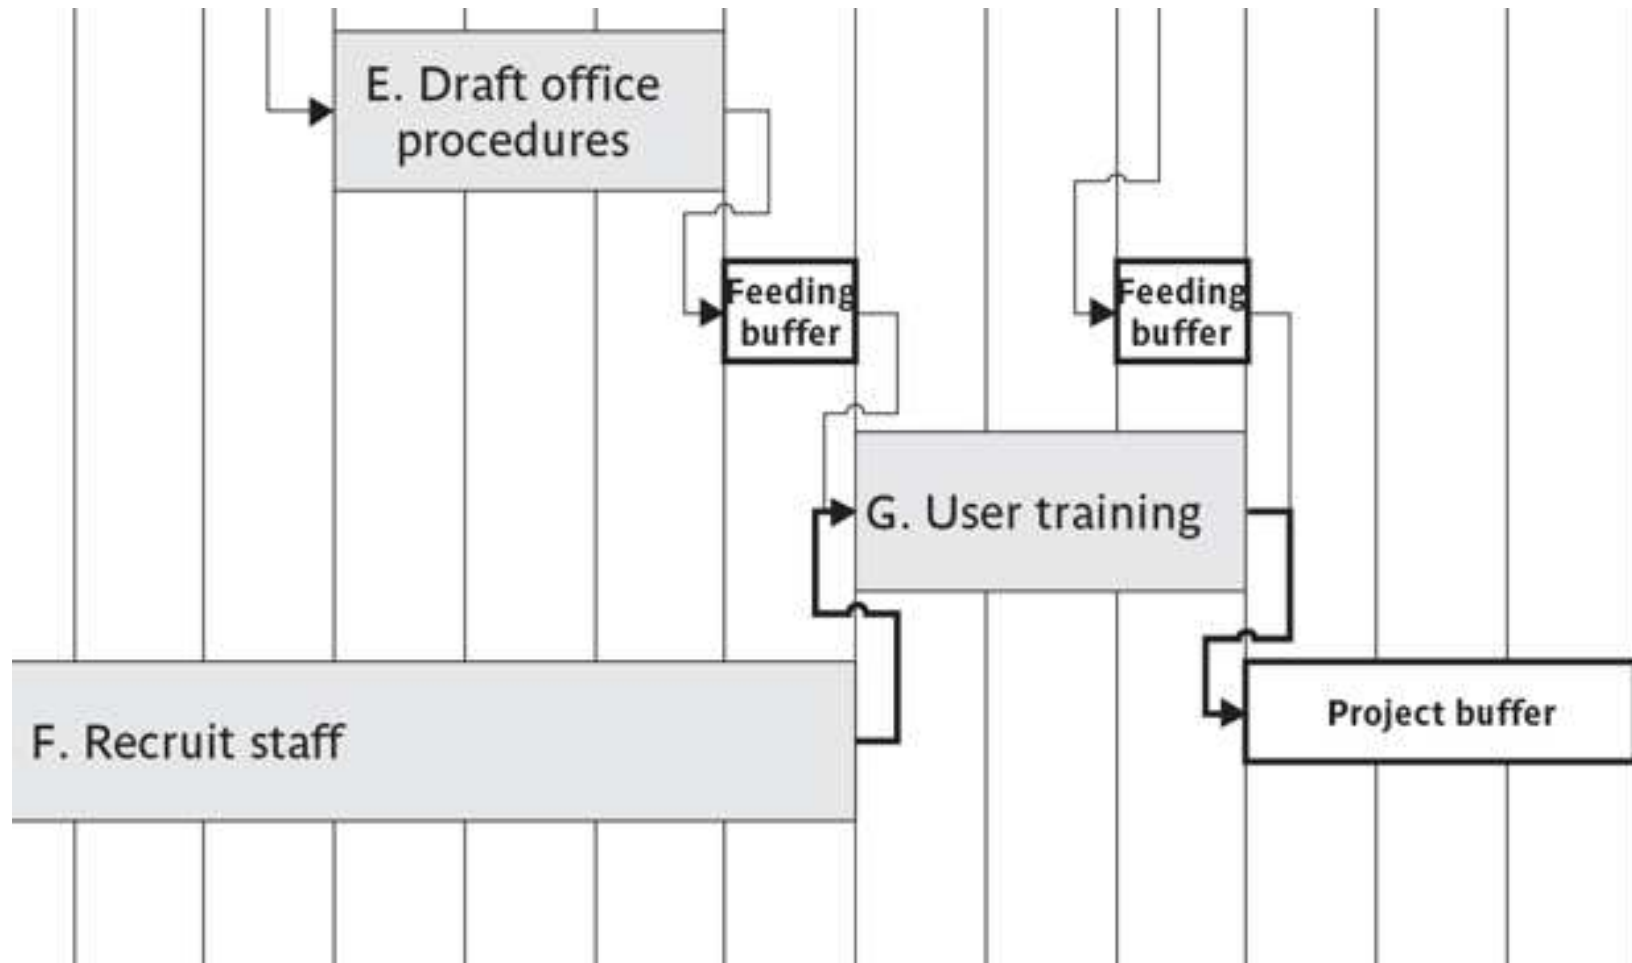 E. Draft office
procedures
Feeding
buffer
Feeding
buffer
G. User training
F. Recruit staff
Project buffer